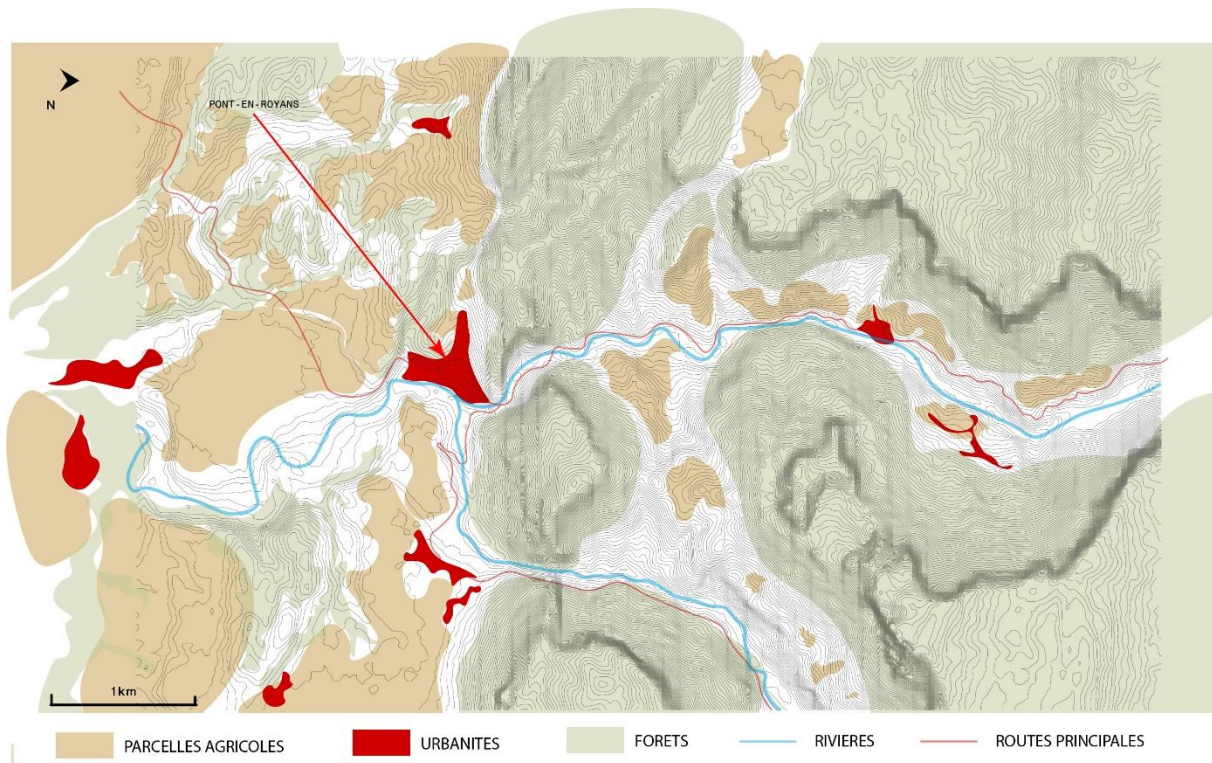 N
PONT - EN - ROYANS
1km
PARCELLES AGRICOLES
URBANITES
FORETS
RIVIERES
ROUTES PRINCIPALES